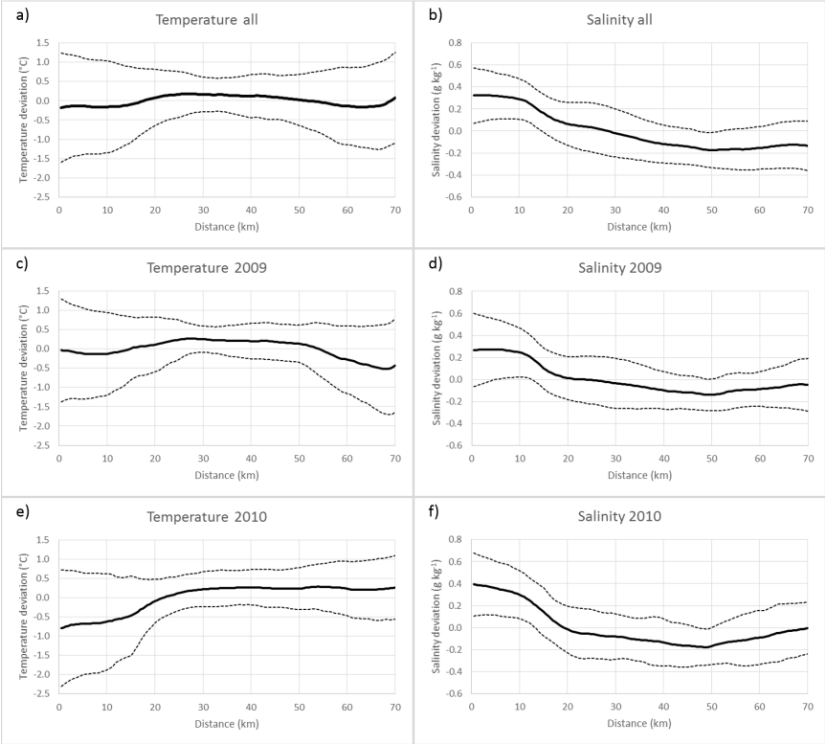 a) Temperature all
1.5
1.0
0.5
0.0
-0.5
-1.0
-1.5
-2.0
-2.5
Temperature deviation (°C)
0 10 20 30 40 50 60 70
Distance (km)
b) Salinity all
0.8
0.6
0.4
0.2
0.0
-0.2
-0.4
-0.6
Salinity deviation (g kg⁻¹)
0 10 20 30 40 50 60 70
Distance (km)
c) Temperature 2009
1.5
1.0
0.5
0.0
-0.5
-1.0
-1.5
-2.0
-2.5
Temperature deviation (°C)
0 10 20 30 40 50 60 70
Distance (km)
d) Salinity 2009
0.8
0.6
0.4
0.2
0.0
-0.2
-0.4
-0.6
Salinity deviation (g kg⁻¹)
0 10 20 30 40 50 60 70
Distance (km)
e) Temperature 2010
1.5
1.0
0.5
0.0
-0.5
-1.0
-1.5
-2.0
-2.5
Temperature deviation (°C)
0 10 20 30 40 50 60 70
Distance (km)
f) Salinity 2010
0.8
0.6
0.4
0.2
0.0
-0.2
-0.4
-0.6
Salinity deviation (g kg⁻¹)
0 10 20 30 40 50 60 70
Distance (km)